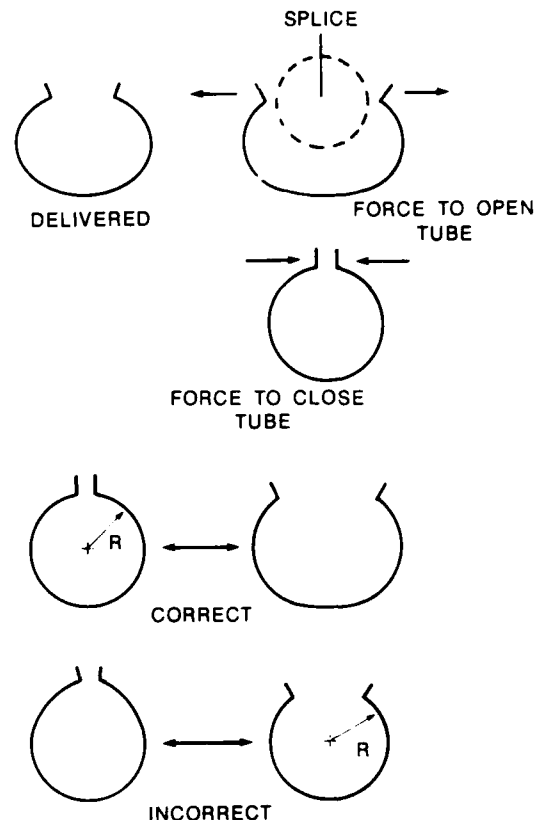 SPLICE
DELIVERED
FORCE TO OPEN
TUBE
FORCE TO CLOSE
TUBE
R
CORRECT
R
INCORRECT